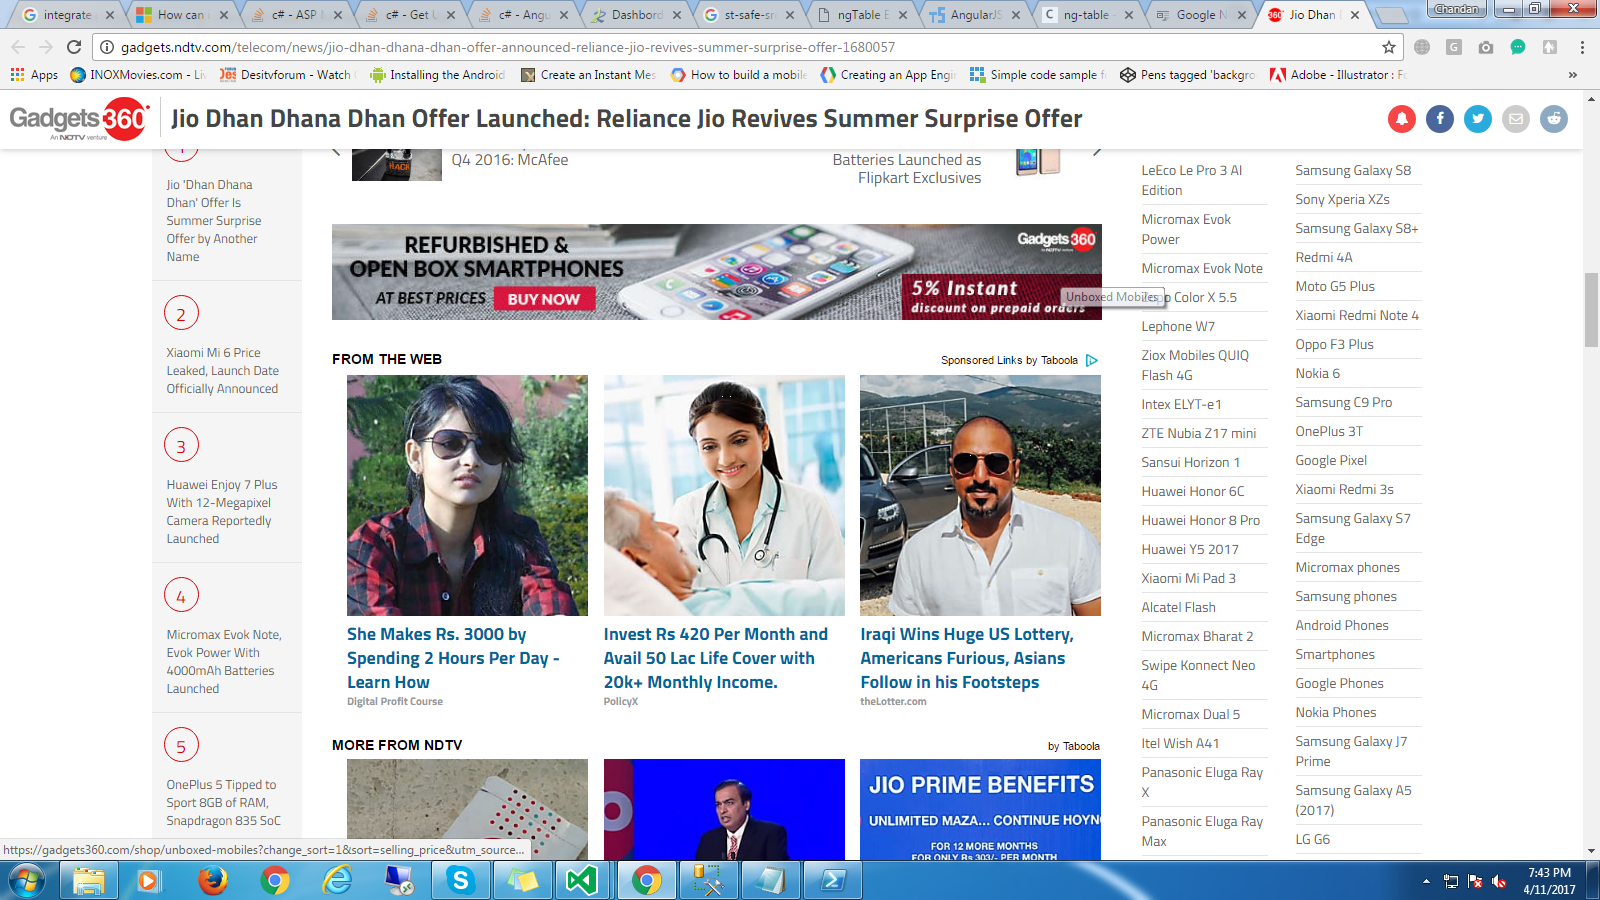 integrate
How can i
c# - ASP N
c# - Get U
c# - Angu
Dashbord
st-safe-src
ngTable E
AngularJS
ng-table -
Google N
Jio Dhan D
Chandan
gadgets.ndtv.com/telecom/news/jio-dhan-dhana-dhan-offer-announced-reliance-jio-revives-summer-surprise-offer-1680057
Apps
INOXMovies.com - Liv
Desitvforum - Watch
Installing the Android
Create an Instant Mes
How to build a mobile
Creating an App Engi
Simple code sample f
Pens tagged 'backgro
Adobe - Illustrator : Fo
Gadgets 360°
An NDTV venture
Jio Dhan Dhana Dhan Offer Launched: Reliance Jio Revives Summer Surprise Offer
1
Jio 'Dhan Dhana
Dhan' Offer Is
Summer Surprise
Offer by Another
Name
2
Xiaomi Mi 6 Price
Leaked, Launch Date
Officially Announced
3
Huawei Enjoy 7 Plus
With 12-Megapixel
Camera Reportedly
Launched
4
Micromax Evok Note,
Evok Power With
4000mAh Batteries
Launched
5
OnePlus 5 Tipped to
Sport 8GB of RAM,
Snapdragon 835 SoC
HACK
Q4 2016: McAfee
Batteries Launched as
Flipkart Exclusives
REFURBISHED &
OPEN BOX SMARTPHONES
AT BEST PRICES BUY NOW
Gadgets 360
5% Instant
discount on prepaid orders
Unboxed Mobiles
FROM THE WEB
Sponsored Links by Taboola
She Makes Rs. 3000 by
Spending 2 Hours Per Day -
Learn How
Digital Profit Course
Invest Rs 420 Per Month and
Avail 50 Lac Life Cover with
20k+ Monthly Income.
PolicyX
Iraqi Wins Huge US Lottery,
Americans Furious, Asians
Follow in his Footsteps
theLotter.com
MORE FROM NDTV
by Taboola
JIO PRIME BENEFITS
UNLIMITED MAZA... CONTINUE HOYNG
FOR 12 MORE MONTHS
FOR ONLY Rs 303/- PER MONTH
LeEco Le Pro 3 AI
Edition
Micromax Evok
Power
Micromax Evok Note
Color X 5.5
Lephone W7
Ziox Mobiles QUIQ
Flash 4G
Intex ELYT-e1
ZTE Nubia Z17 mini
Sansui Horizon 1
Huawei Honor 6C
Huawei Honor 8 Pro
Huawei Y5 2017
Xiaomi Mi Pad 3
Alcatel Flash
Micromax Bharat 2
Swipe Konnect Neo
4G
Micromax Dual 5
Itel Wish A41
Panasonic Eluga Ray
X
Panasonic Eluga Ray
Max
Samsung Galaxy S8
Sony Xperia XZs
Samsung Galaxy S8+
Redmi 4A
Moto G5 Plus
Xiaomi Redmi Note 4
Oppo F3 Plus
Nokia 6
Samsung C9 Pro
OnePlus 3T
Google Pixel
Xiaomi Redmi 3s
Samsung Galaxy S7
Edge
Micromax phones
Samsung phones
Android Phones
Smartphones
Google Phones
Nokia Phones
Samsung Galaxy J7
Prime
Samsung Galaxy A5
(2017)
LG G6
https://gadgets360.com/shop/unboxed-mobiles?change_sort=1&sort=selling_price&utm_source...
7:43 PM
4/11/2017